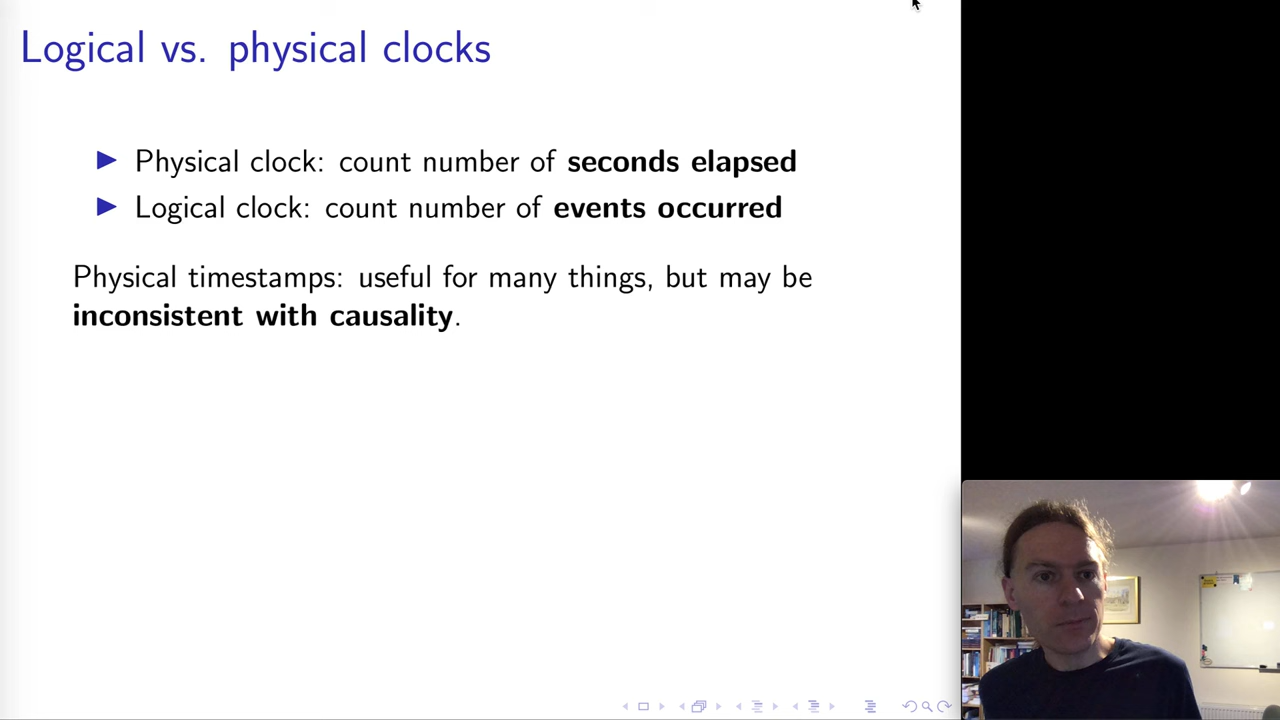 Logical vs. physical clocks
▶ Physical clock: count number of seconds elapsed
▶ Logical clock: count number of events occurred
Physical timestamps: useful for many things, but may be
inconsistent with causality.